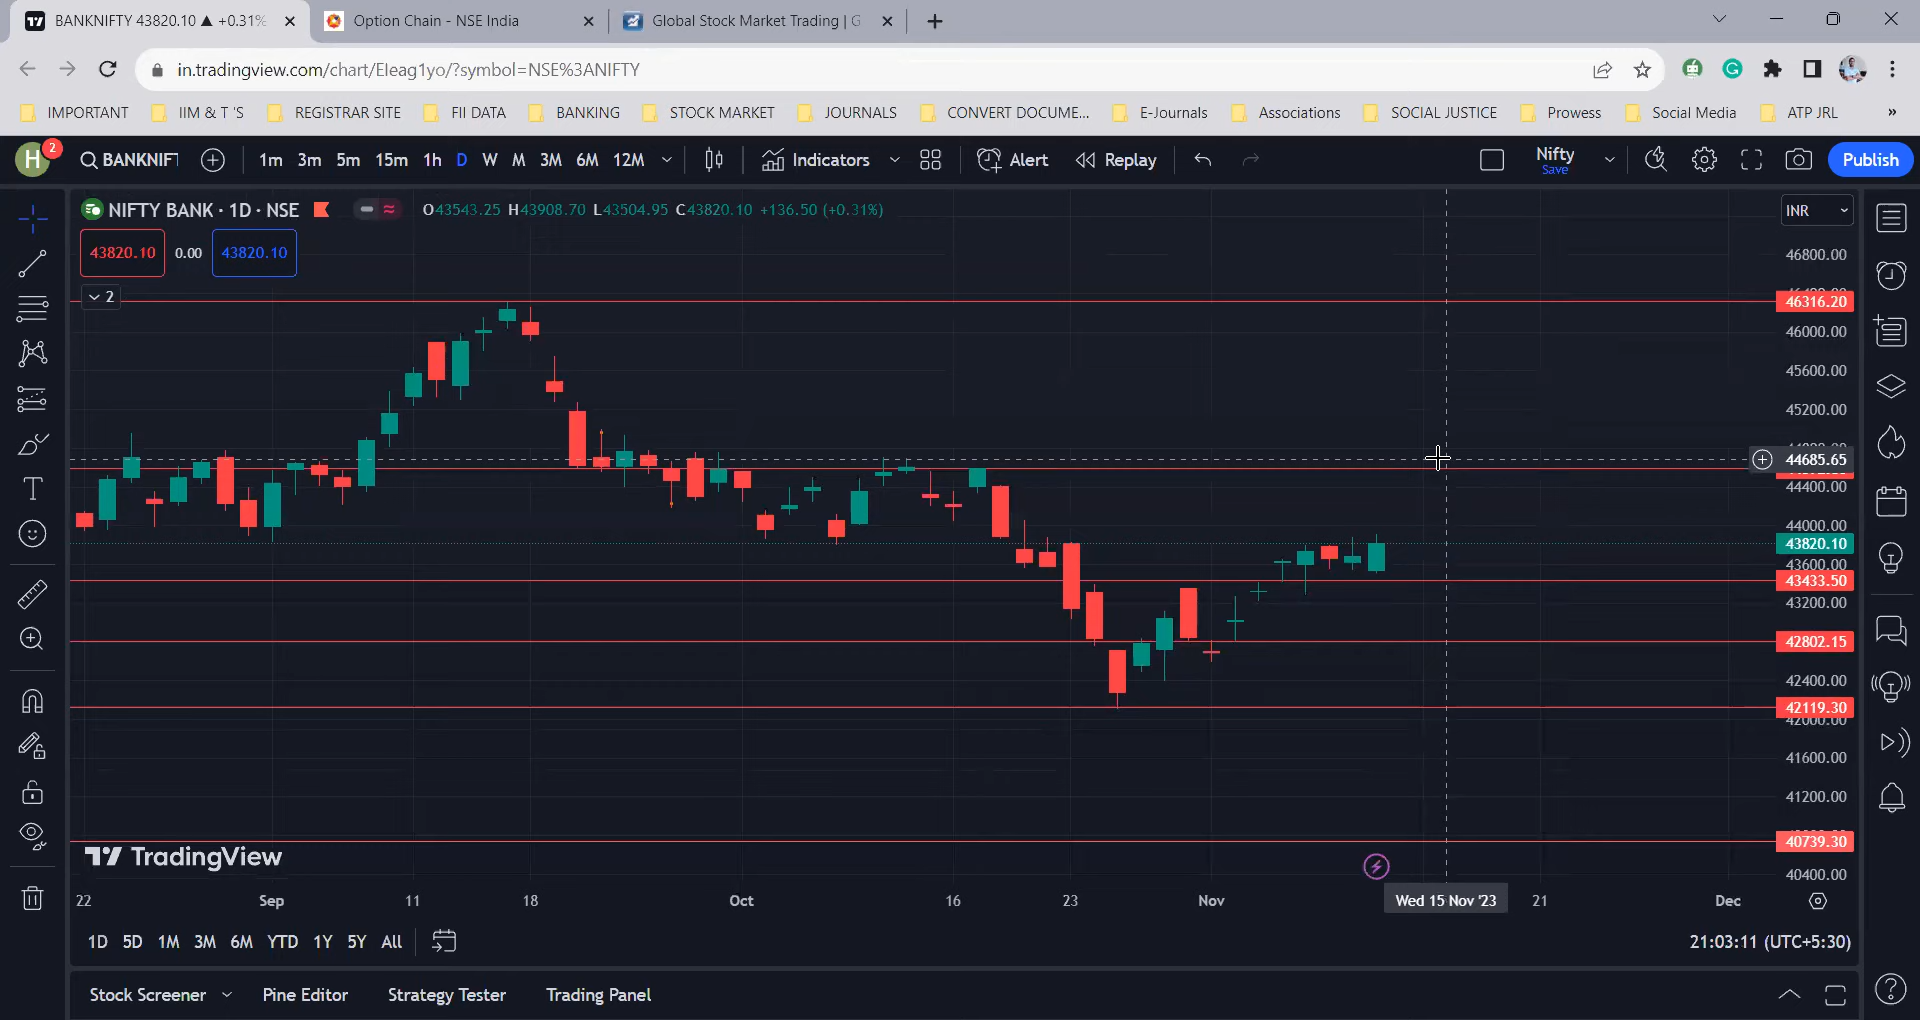 BANKNIFTY 43820.10 ▲ +0.31%
Option Chain - NSE India
Global Stock Market Trading | G
in.tradingview.com/chart/Eleag1yo/?symbol=NSE%3ANIFTY
IMPORTANT
IIM & T 'S
REGISTRAR SITE
FII DATA
BANKING
STOCK MARKET
JOURNALS
CONVERT DOCUME...
E-Journals
Associations
SOCIAL JUSTICE
Prowess
Social Media
ATP JRL
»
H
2
BANKNIFT
1m 3m 5m 15m 1h D W M 3M 6M 12M
Indicators
Alert
Replay
Nifty
Save
Publish
NIFTY BANK · 1D · NSE
O43543.25 H43908.70 L43504.95 C43820.10 +136.50 (+0.31%)
INR
43820.10
0.00
43820.10
2
46800.00
46316.20
46000.00
45600.00
45200.00
44685.65
44400.00
44000.00
43820.10
43600.00
43433.50
43200.00
42802.15
42400.00
42119.30
42000.00
41600.00
41200.00
40739.30
40400.00
TradingView
22 Sep 11 18 Oct 16 23 Nov Wed 15 Nov '23 21 Dec
1D 5D 1M 3M 6M YTD 1Y 5Y All
21:03:11 (UTC+5:30)
Stock Screener
Pine Editor
Strategy Tester
Trading Panel